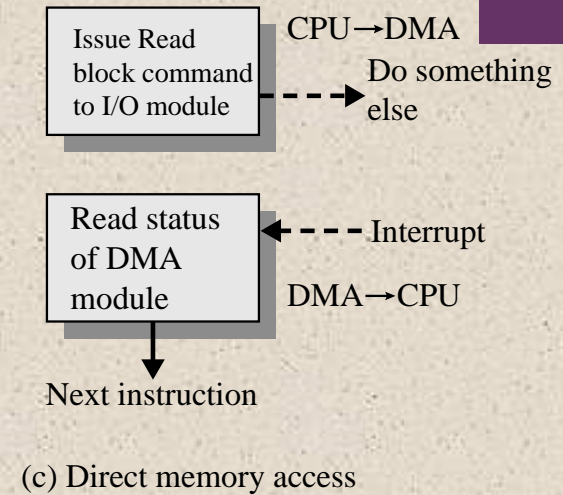 Issue Read
block command
to I/O module
CPU→DMA
Do something
else
Read status
of DMA
module
Interrupt
DMA→CPU
Next instruction
(c) Direct memory access